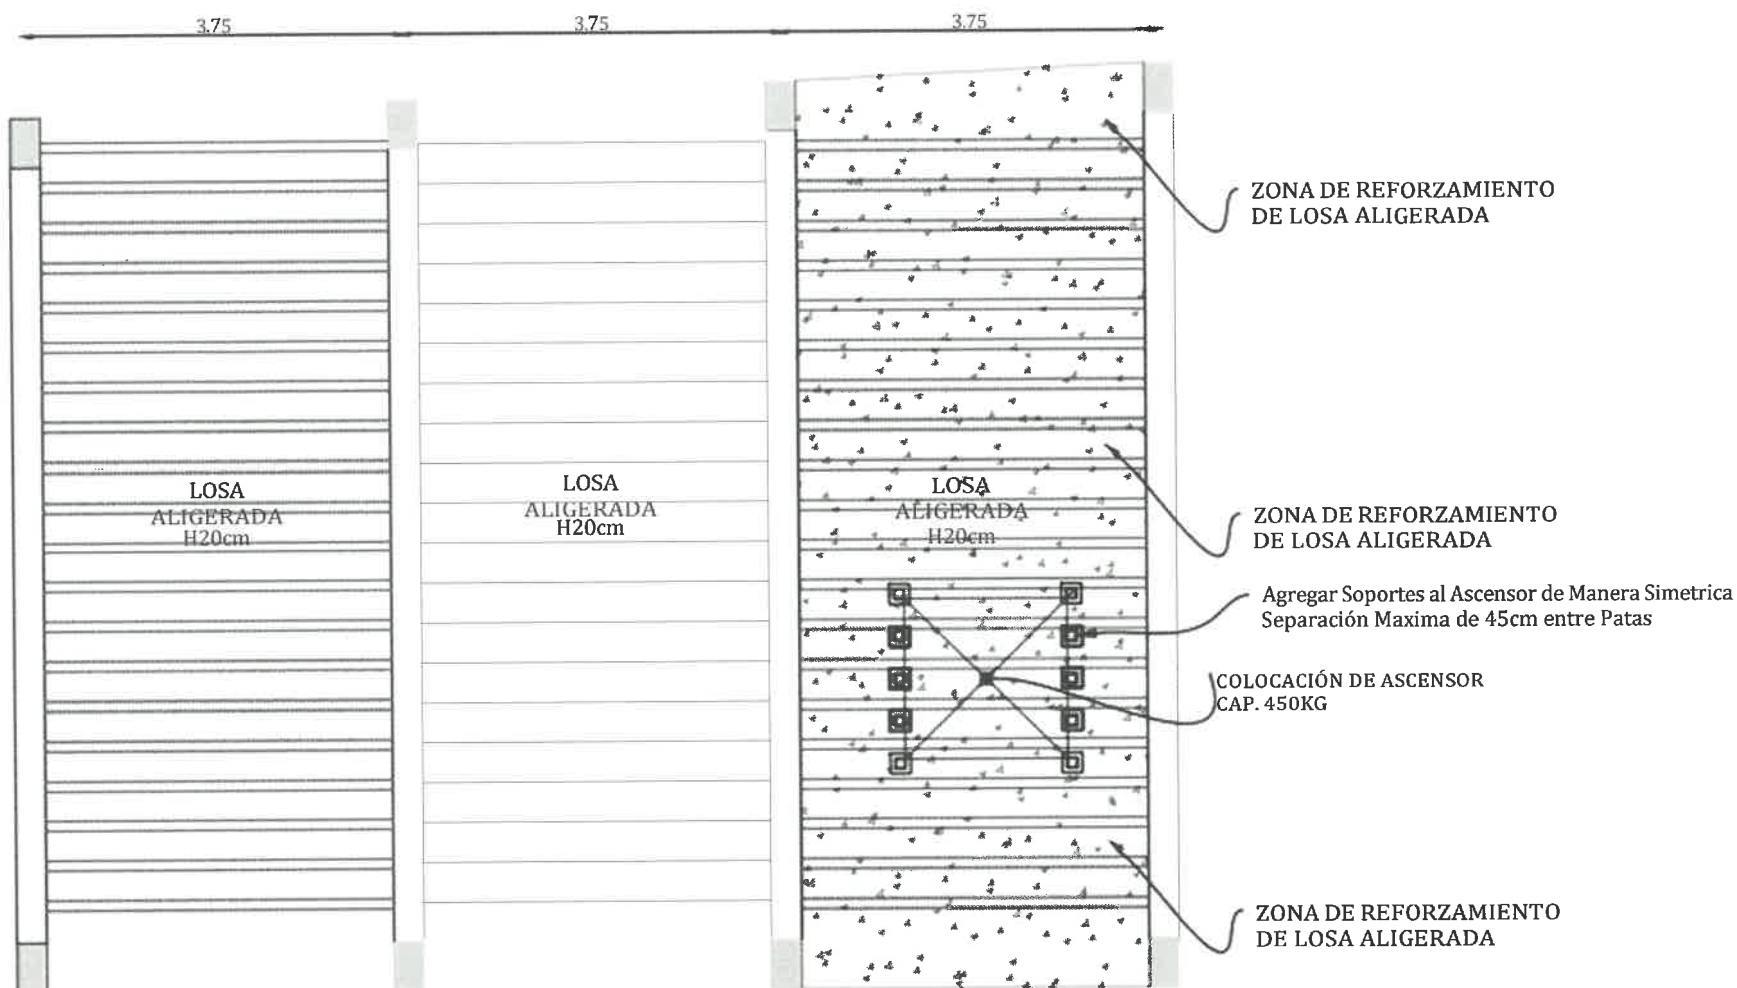 3.75
3.75
3.75
ZONA DE REFORZAMIENTO
DE LOSA ALIGERADA
LOSA
ALIGERADA
H20cm
LOSA
ALIGERADA
H20cm
LOSA
ALIGERADA
H20cm
ZONA DE REFORZAMIENTO
DE LOSA ALIGERADA
Agregar Soportes al Ascensor de Manera Simetrica
Separación Maxima de 45cm entre Patas
COLOCACIÓN DE ASCENSOR
CAP. 450KG
ZONA DE REFORZAMIENTO
DE LOSA ALIGERADA